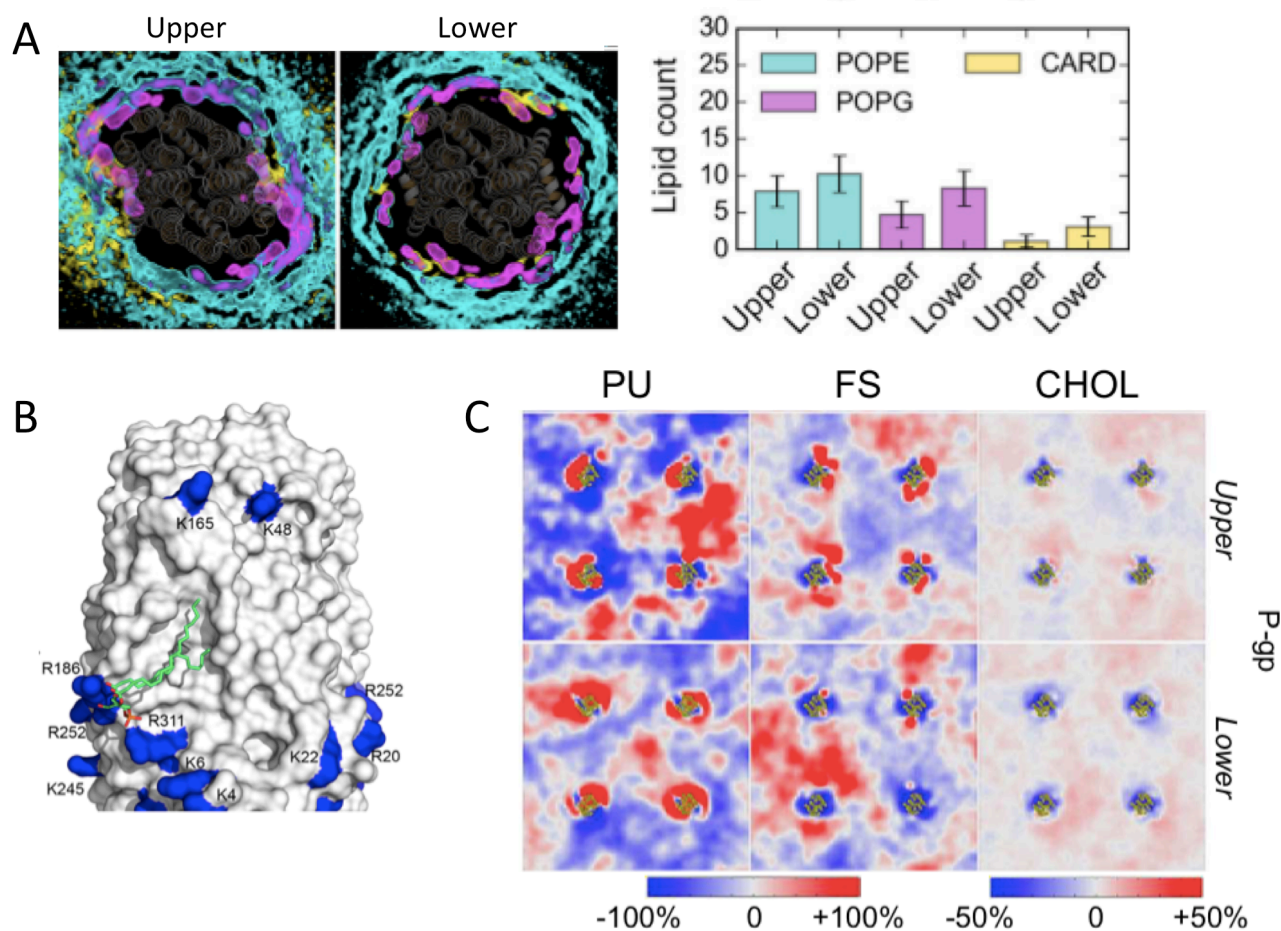 A
Upper
Lower
30
25
20
15
10
5
0
Lipid count
POPE
CARD
POPG
Upper
Lower
Upper
Lower
Upper
Lower
B
K165
K48
R186
R252
R311
K6
K245
K4
K22
R252
R20
C
PU
FS
CHOL
Upper
Lower
P-gp
-100%
0
+100%
-50%
0
+50%